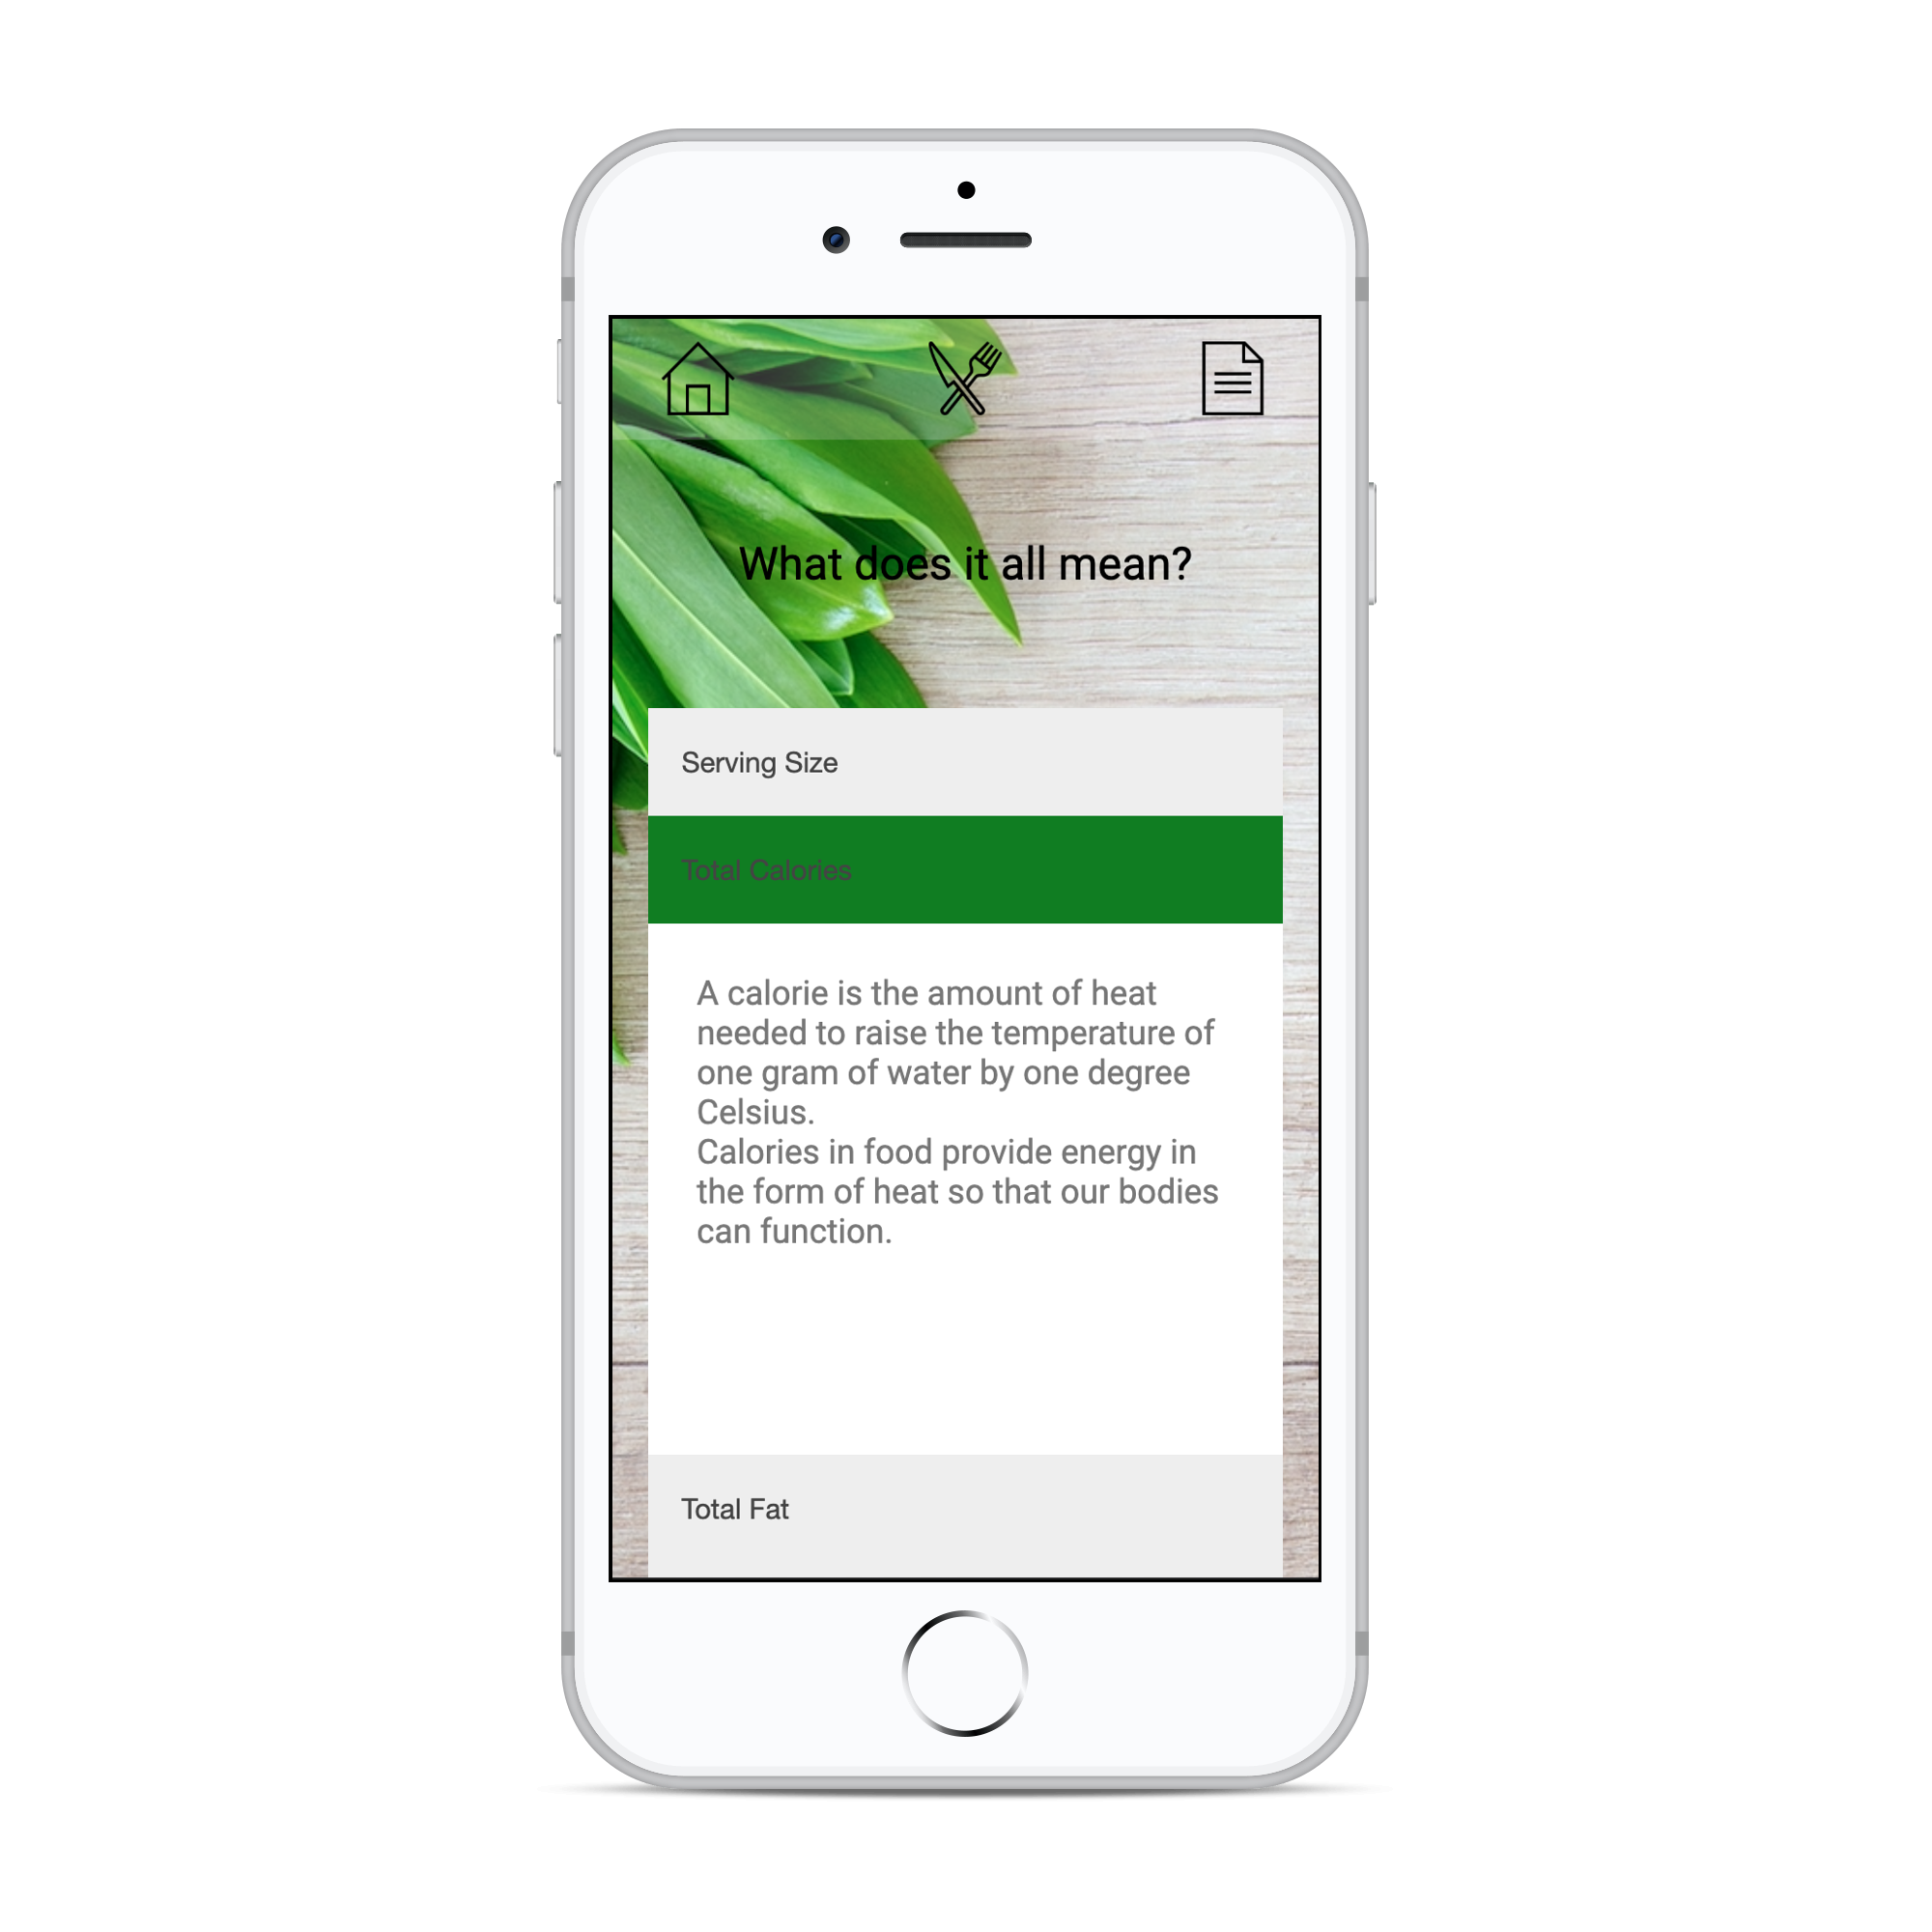 What does it all mean?
Serving Size
Total Calories
A calorie is the amount of heat
needed to raise the temperature of
one gram of water by one degree
Celsius.
Calories in food provide energy in
the form of heat so that our bodies
can function.
Total Fat